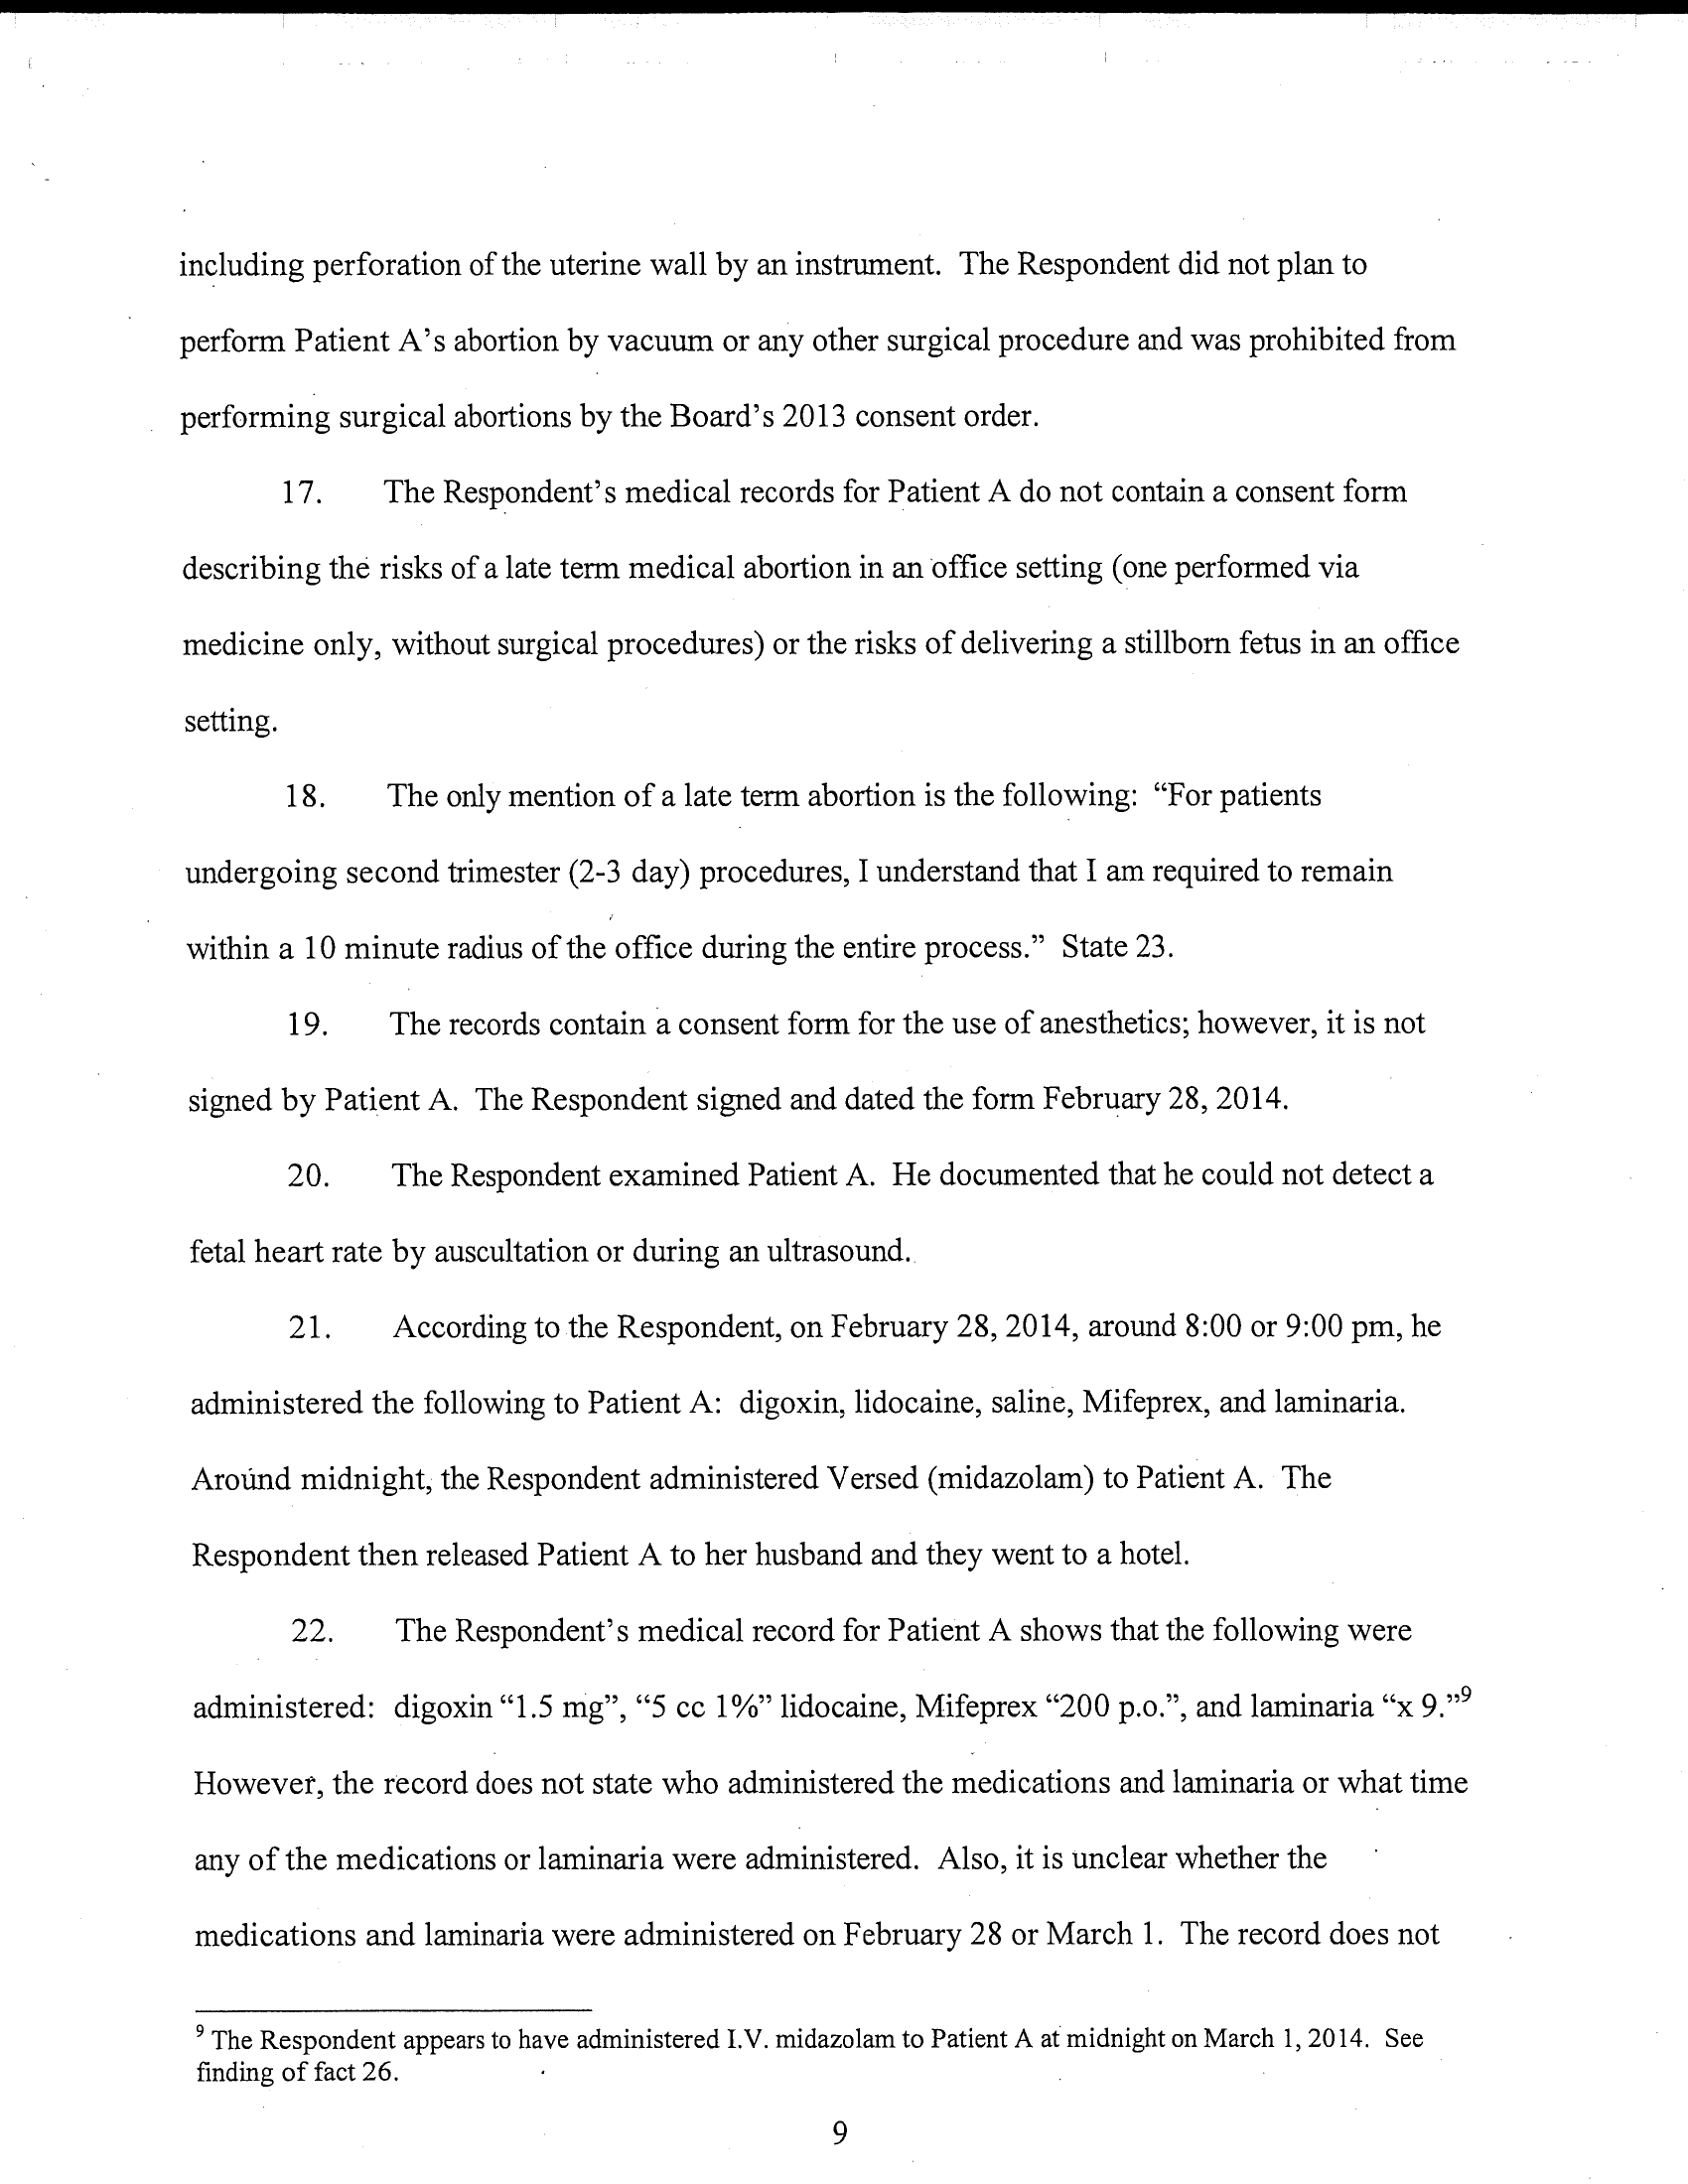 including perforation of the uterine wall by an instrument. The Respondent did not plan to
perform Patient A's abortion by vacuum or any other surgical procedure and was prohibited from
performing surgical abortions by the Board's 2013 consent order.
17. The Respondent's medical records for Patient A do not contain a consent form
describing the risks of a late term medical abortion in an office setting (one performed via
medicine only, without surgical procedures) or the risks of delivering a stillborn fetus in an office
setting.
18. The only mention of a late term abortion is the following: “For patients
undergoing second trimester (2-3 day) procedures, I understand that I am required to remain
within a 10 minute radius of the office during the entire process.” State 23.
19. The records contain a consent form for the use of anesthetics; however, it is not
signed by Patient A. The Respondent signed and dated the form February 28, 2014.
20. The Respondent examined Patient A. He documented that he could not detect a
fetal heart rate by auscultation or during an ultrasound.
21. According to the Respondent, on February 28, 2014, around 8:00 or 9:00 pm, he
administered the following to Patient A: digoxin, lidocaine, saline, Mifeprex, and laminaria.
Around midnight, the Respondent administered Versed (midazolam) to Patient A. The
Respondent then released Patient A to her husband and they went to a hotel.
22. The Respondent's medical record for Patient A shows that the following were
administered: digoxin “1.5 mg”, “5 cc 1%” lidocaine, Mifeprex “200 p.o.”, and laminaria “x 9.”9
However, the record does not state who administered the medications and laminaria or what time
any of the medications or laminaria were administered. Also, it is unclear whether the
medications and laminaria were administered on February 28 or March 1. The record does not
9 The Respondent appears to have administered I.V. midazolam to Patient A at midnight on March 1, 2014. See
finding of fact 26.
9